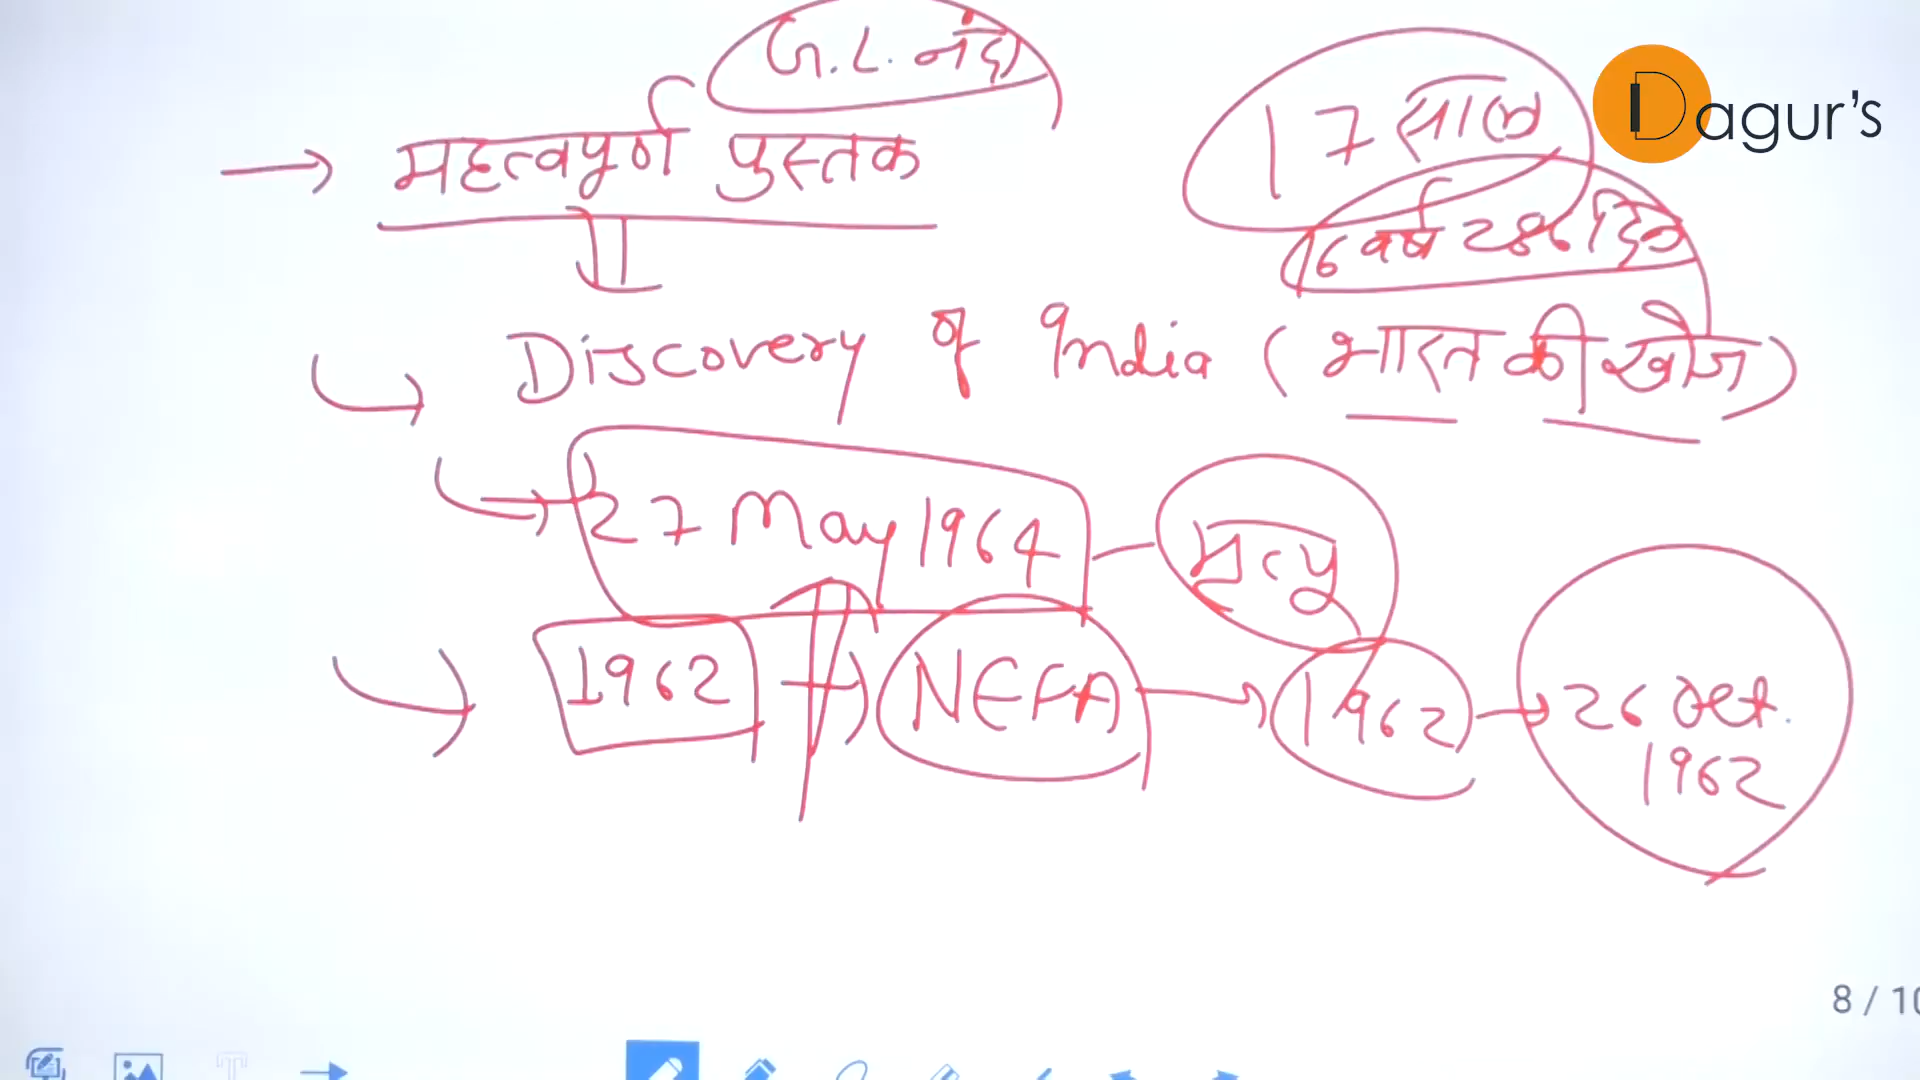 G.L. नंदा
17 साल
Dagur's
→ महत्वपूर्ण पुस्तक
16 वर्ष 286 दिन
Discovery of India (भारत की खोज)
27 May 1964 — मृत्यु
1962 → NEFA → 1962 → 26 Oct.
1962
8 / 10